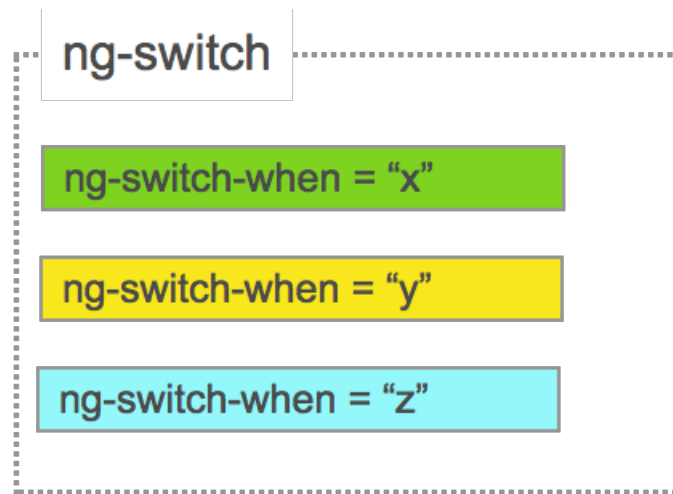 ng-switch
ng-switch-when = “x”
ng-switch-when = “y”
ng-switch-when = “z”